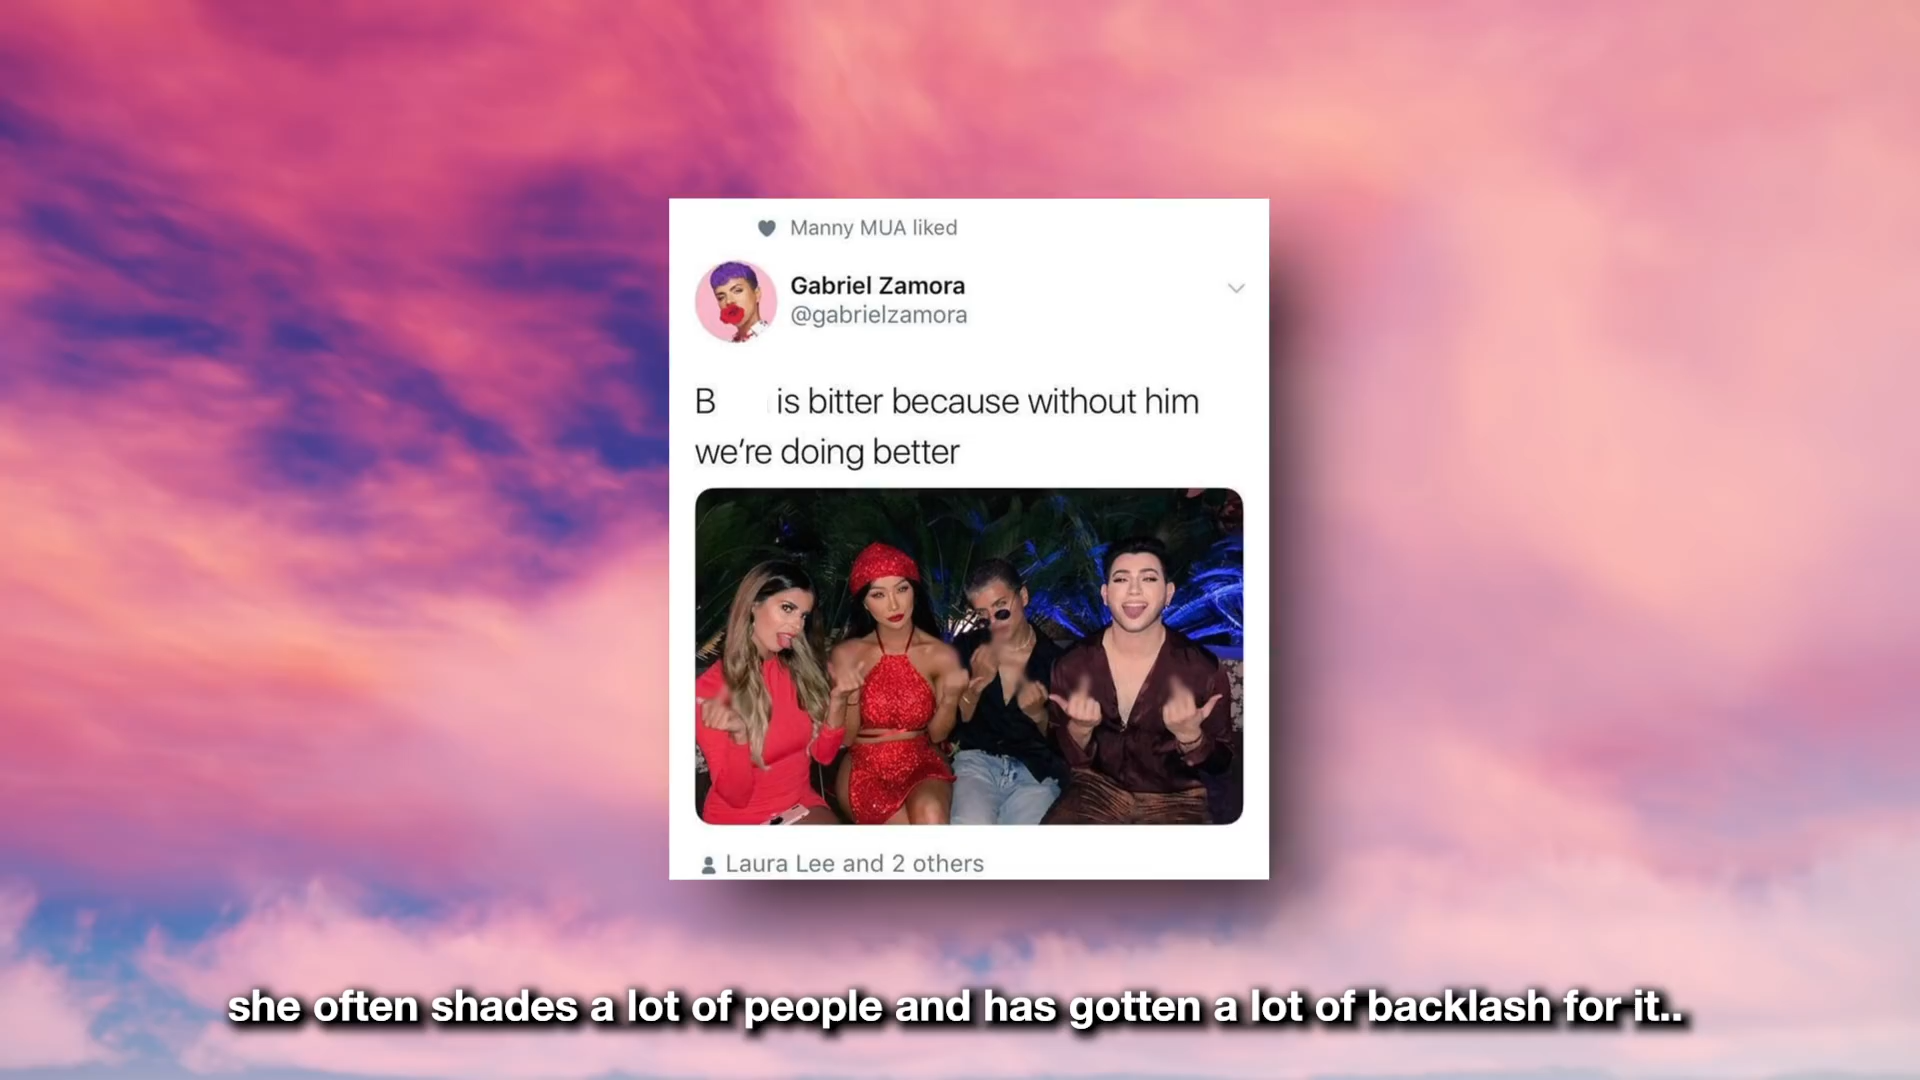 Manny MUA liked
Gabriel Zamora
@gabrielzamora
B is bitter because without him
we're doing better
Laura Lee and 2 others
she often shades a lot of people and has gotten a lot of backlash for it..